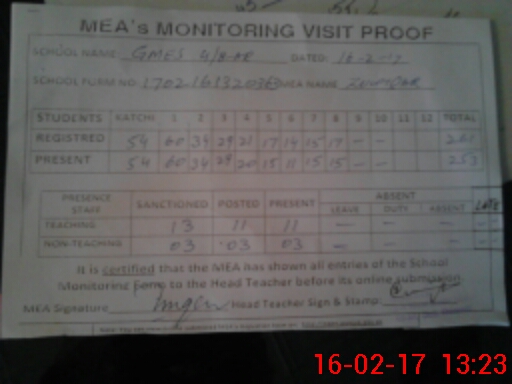 MEA's MONITORING VISIT PROOF
SCHOOL NAME GMES DATED: 16-2-17
SCHOOL FORM NO: MEA NAME
STUDENTS KATCHI 1 2 3 4 5 6 7 8 9 10 11 12 TOTAL
REGISTRED 54 60 34 29 21 17 14 15 17 - -
PRESENT 54 60 34 29 20 15 11 15 15 - - 253
PRESENCE STAFF SANCTIONED POSTED PRESENT ABSENT LATE
LEAVE DUTY ABSENT
TEACHING 13 11 11 - - -
NON-TEACHING 03 03 03 - - -
It is certified that the MEA has shown all entries of the School
Monitoring Form to the Head Teacher before its online submission
MEA Signature Head Teacher Sign & Stamp
16-02-17 13:23